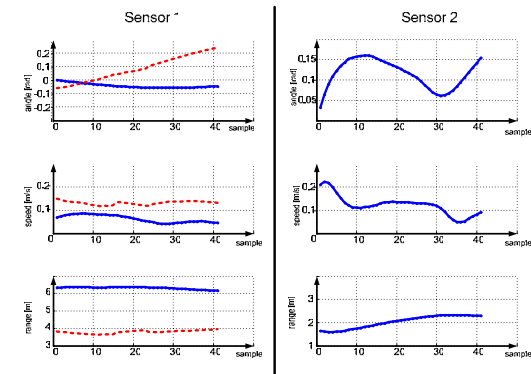 Sensor 1
Sensor 2
angle [rad]
0.2
0.1
0
-0.1
-0.2
0 10 20 30 40 sample
angle [rad]
0.15
0.1
0.05
0 10 20 30 40 sample
speed [m/s]
0.2
0.1
0 10 20 30 40
sample
speed [m/s]
0.2
0.1
0 10 20 30 40
sample
range [m]
6
5
4
3
0 10 20 30 40 sample
range [m]
3
2
1
0 10 20 30 40 sample